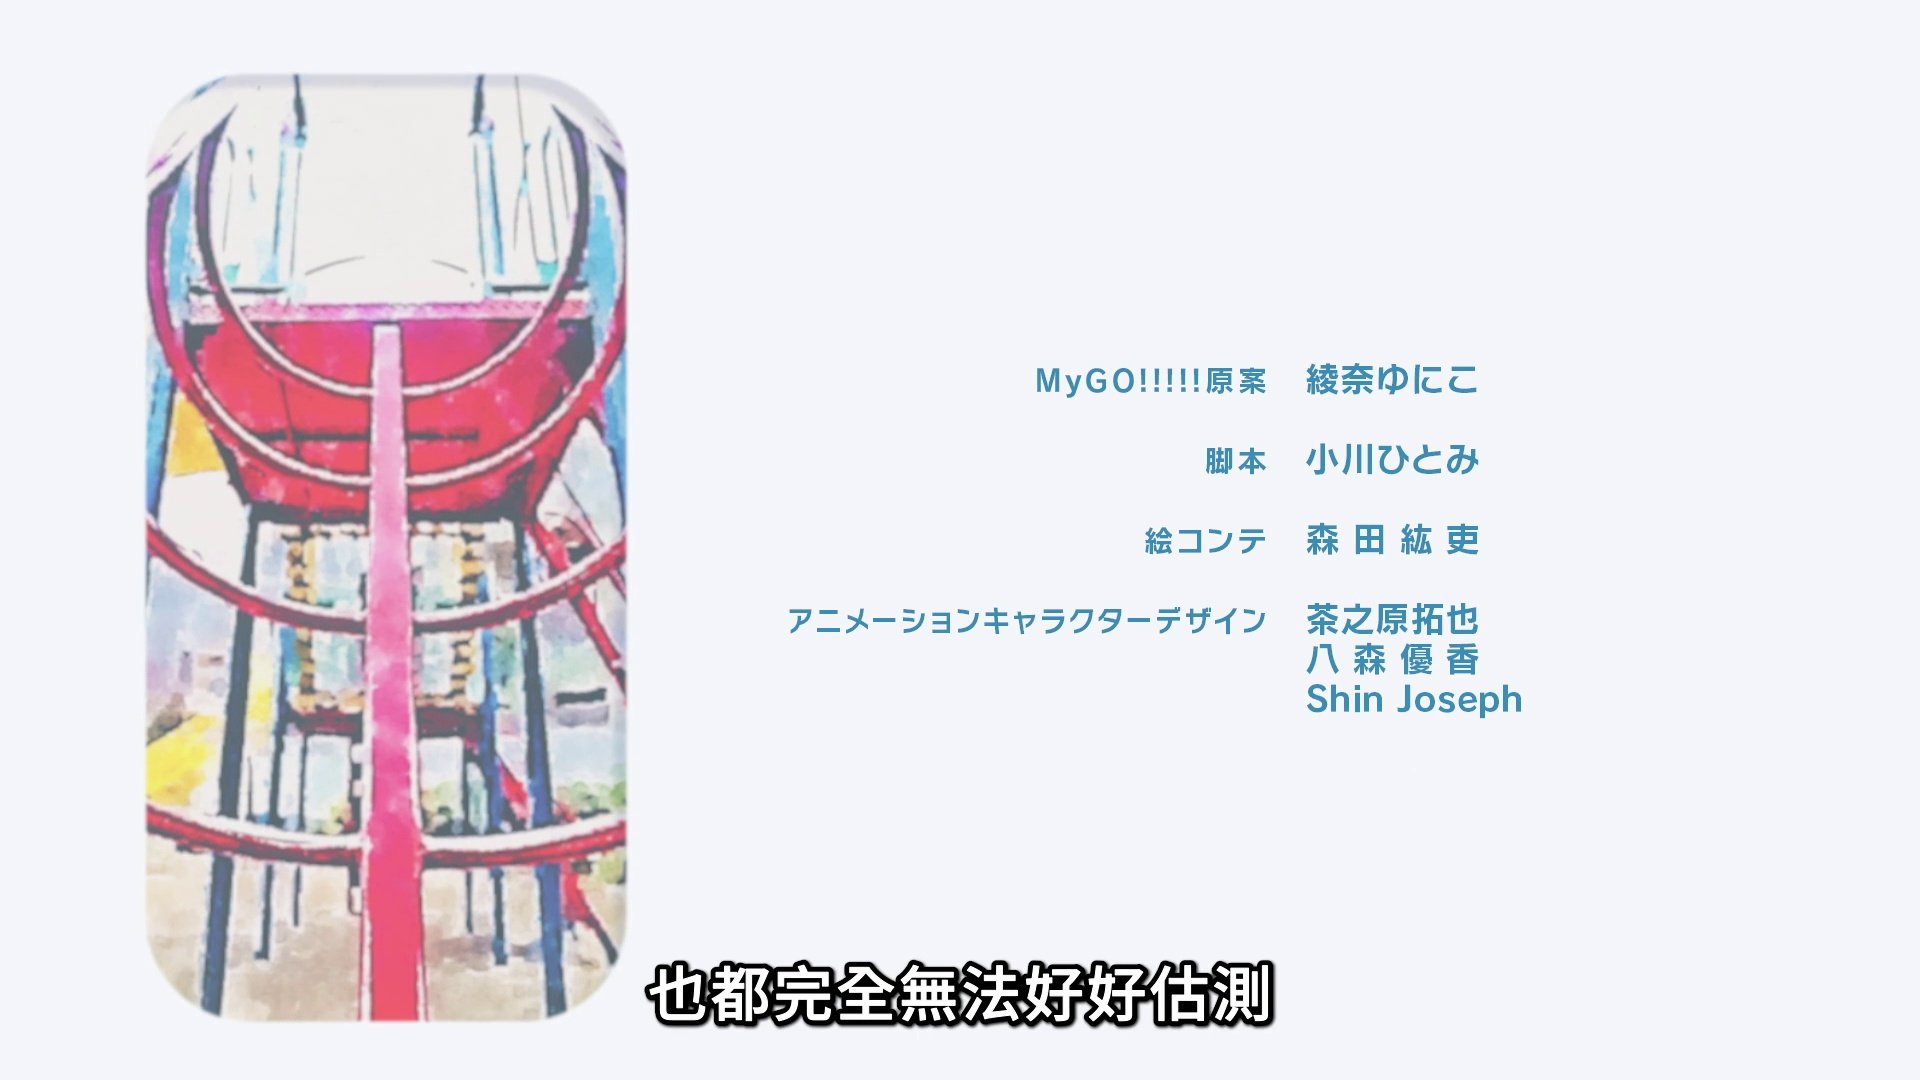 MyGO!!!!!原案 綾奈ゆにこ
脚本 小川ひとみ
絵コンテ 森田紘吏
アニメーションキャラクターデザイン 茶之原拓也
八森優香
Shin Joseph
也都完全無法好好估測